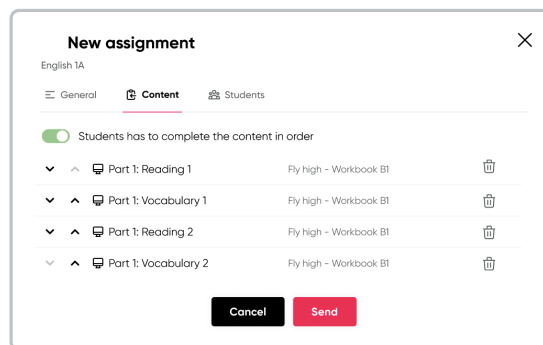 New assignment
English 1A
General Content Students
Students has to complete the content in order
Part 1: Reading 1 Fly high - Workbook B1
Part 1: Vocabulary 1 Fly high - Workbook B1
Part 1: Reading 2 Fly high - Workbook B1
Part 1: Vocabulary 2 Fly high - Workbook B1
Cancel Send